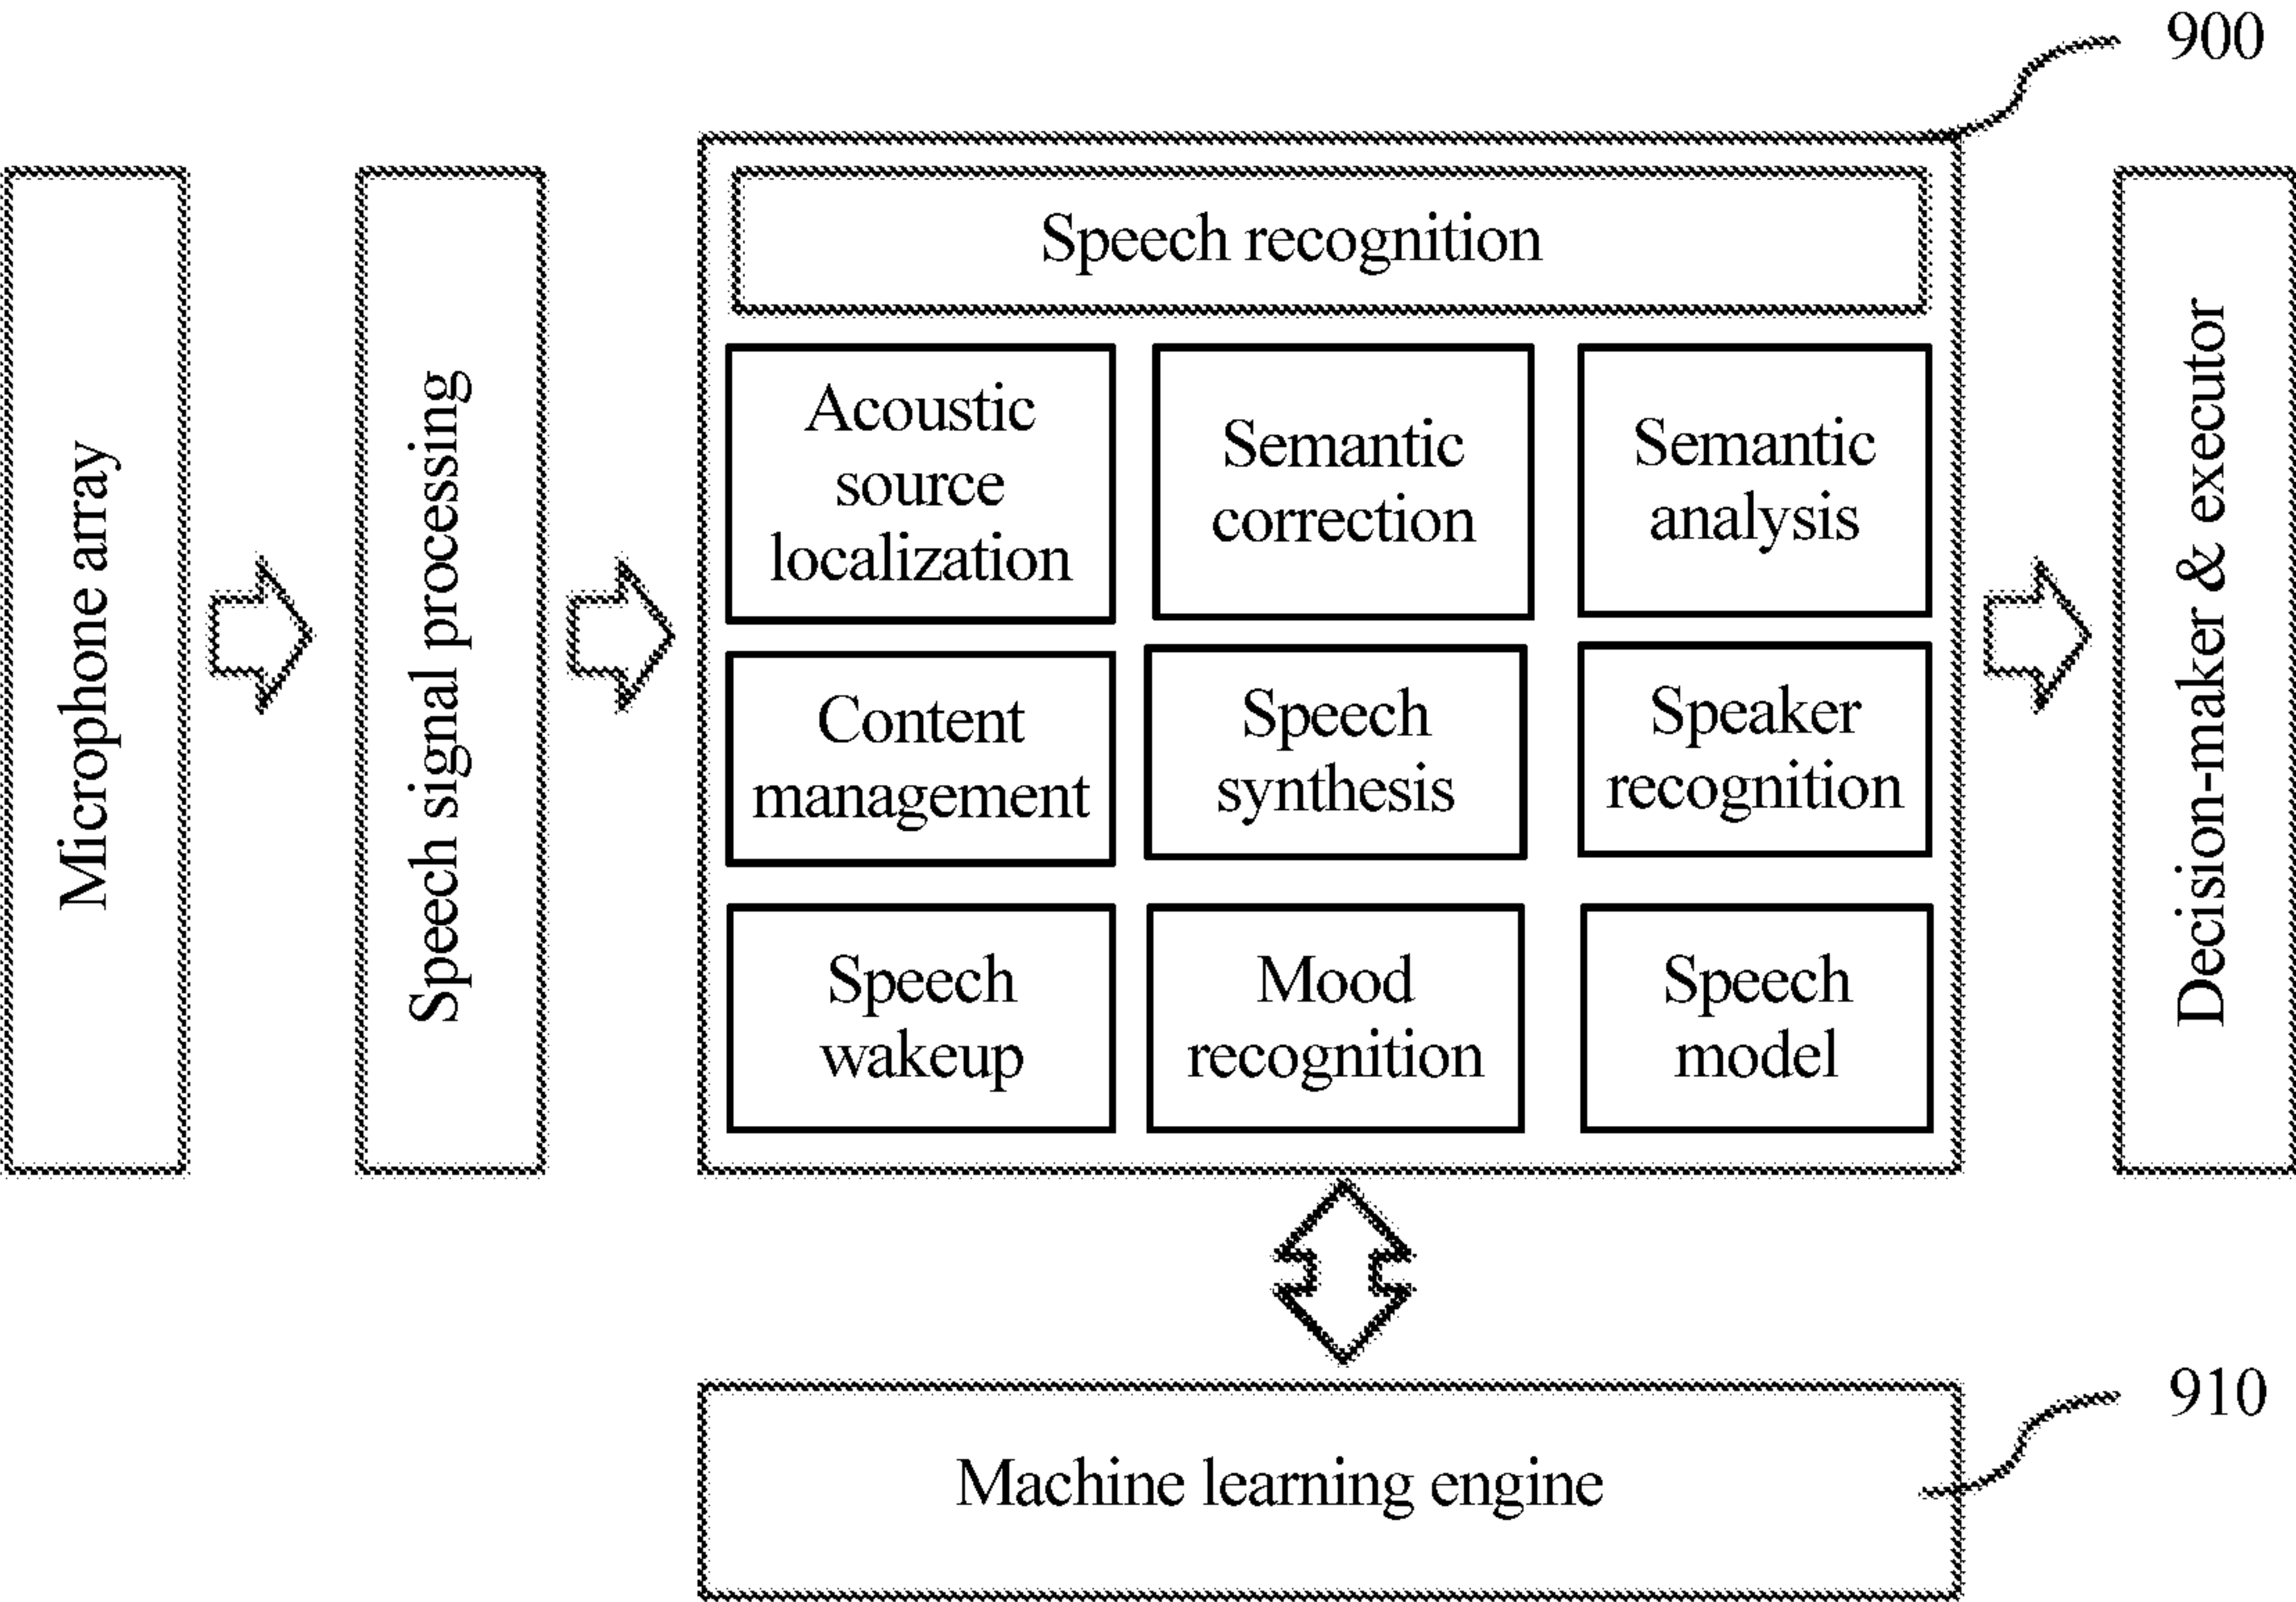 900
Microphone array
Speech signal processing
Speech recognition
Acoustic
source
localization
Semantic
correction
Semantic
analysis
Content
management
Speech
synthesis
Speaker
recognition
Speech
wakeup
Mood
recognition
Speech
model
Decision-maker & executor
Machine learning engine
910